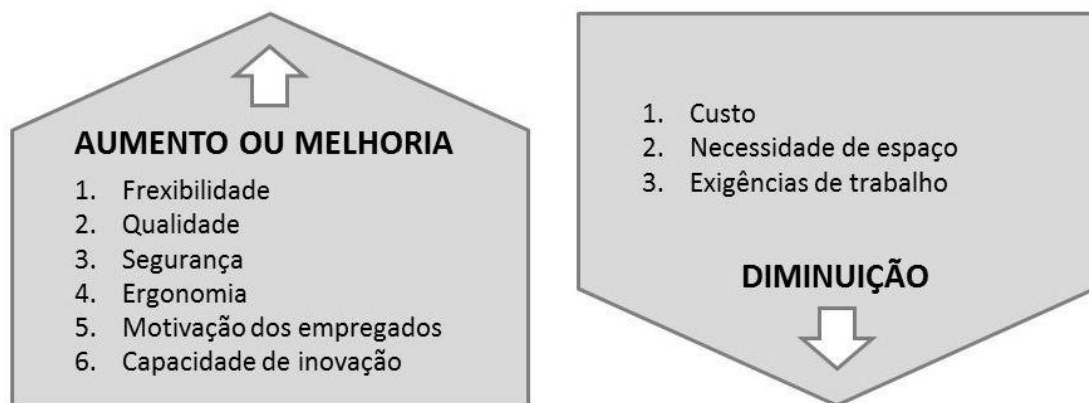 AUMENTO OU MELHORIA
1. Frexibilidade
2. Qualidade
3. Segurança
4. Ergonomia
5. Motivação dos empregados
6. Capacidade de inovação
1. Custo
2. Necessidade de espaço
3. Exigências de trabalho
DIMINUIÇÃO